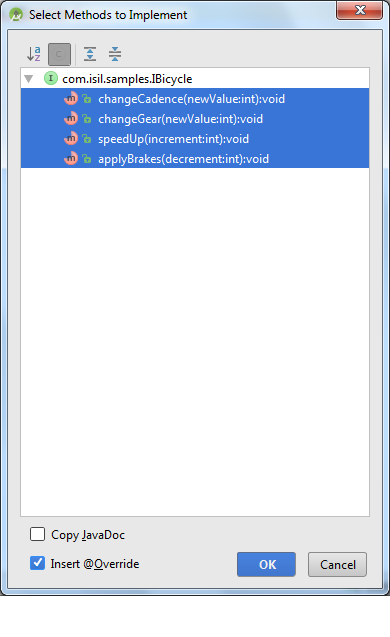 Select Methods to Implement
com.isil.samples.IBicycle
changeCadence(newValue:int):void
changeGear(newValue:int):void
speedUp(increment:int):void
applyBrakes(decrement:int):void
Copy JavaDoc
Insert @Override
OK
Cancel